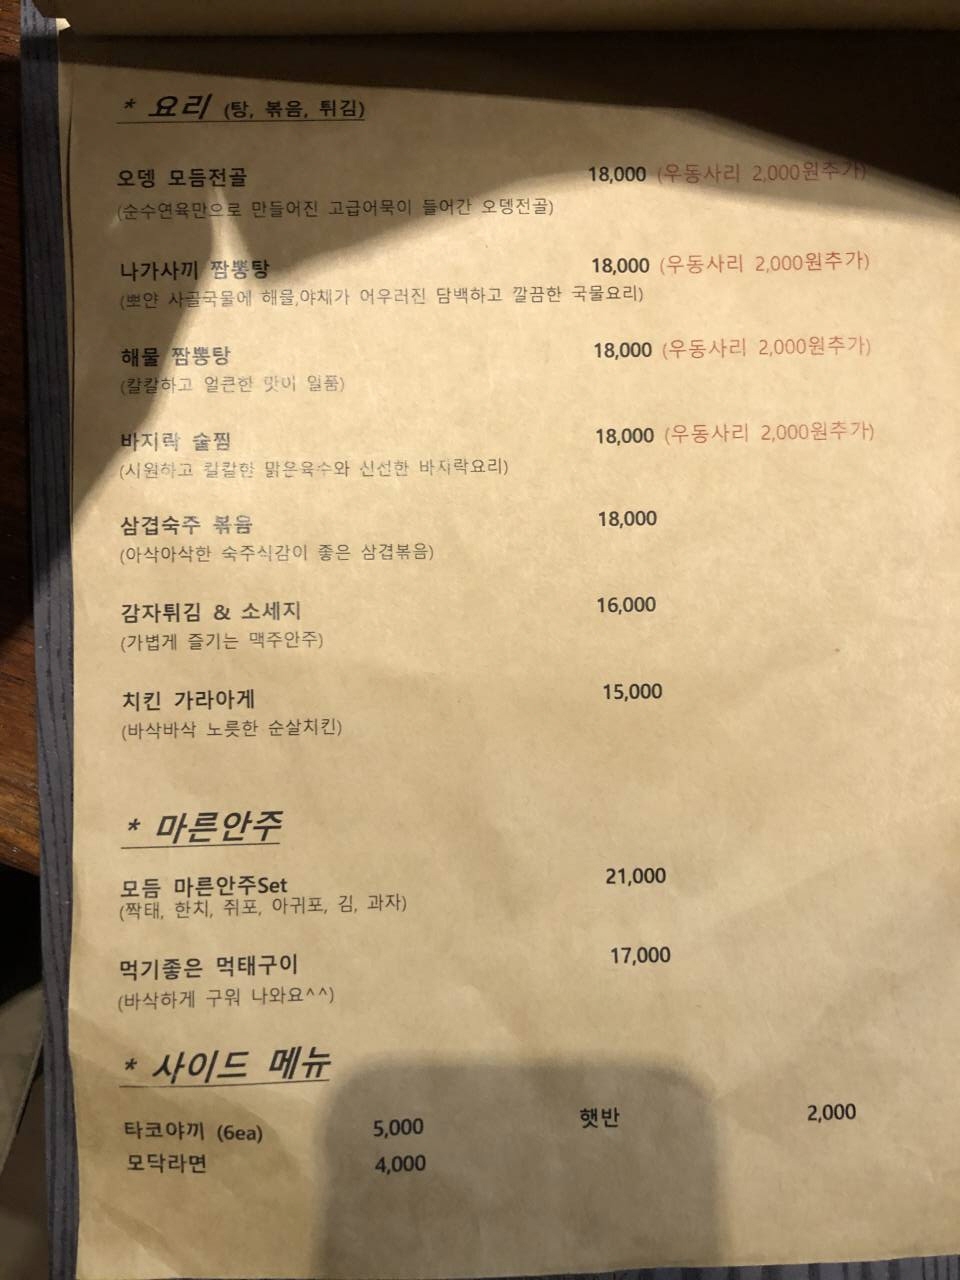 * 요리 (탕, 볶음, 튀김)
오뎅 모듬전골 18,000 (우동사리 2,000원추가)
(순수연육만으로 만들어진 고급어묵이 들어간 오뎅전골)
나가사끼 짬뽕탕 18,000 (우동사리 2,000원추가)
(뽀얀 사골국물에 해물,야채가 어우러진 담백하고 깔끔한 국물요리)
해물 짬뽕탕 18,000 (우동사리 2,000원추가)
(칼칼하고 얼큰한 맛이 일품)
바지락 술찜 18,000 (우동사리 2,000원추가)
(시원하고 칼칼한 맑은육수와 신선한 바지락요리)
삼겹숙주 볶음 18,000
(아삭아삭한 숙주식감이 좋은 삼겹볶음)
감자튀김 & 소세지 16,000
(가볍게 즐기는 맥주안주)
치킨 가라아게 15,000
(바삭바삭 노릇한 순살치킨)
* 마른안주
모듬 마른안주Set 21,000
(짝태, 한치, 쥐포, 아귀포, 김, 과자)
먹기좋은 먹태구이 17,000
(바삭하게 구워 나와요^^)
* 사이드 메뉴
타코야끼 (6ea) 5,000 햇반 2,000
모닥라면 4,000